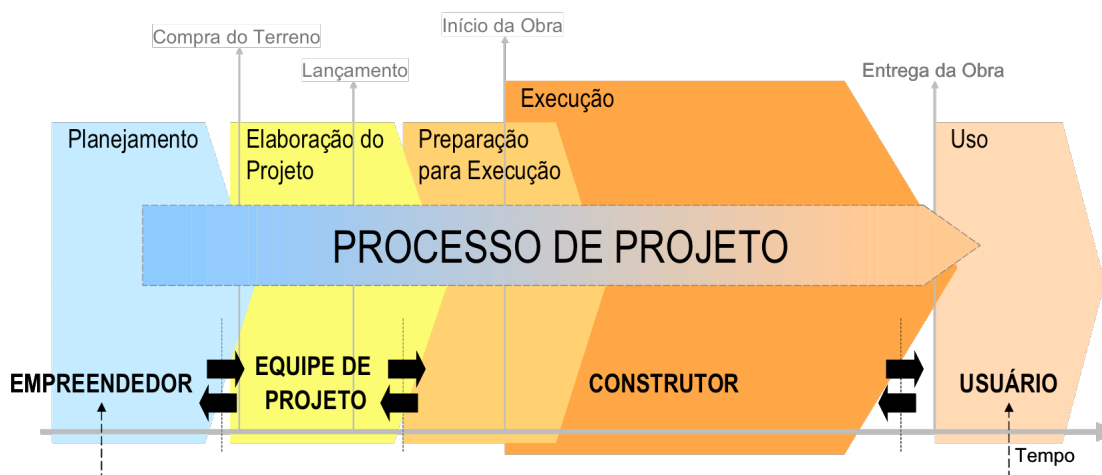 Início da Obra
Compra do Terreno
Lançamento
Entrega da Obra
Execução
Planejamento
Elaboração do
Projeto
Preparação
para Execução
Uso
PROCESSO DE PROJETO
EMPREENDEDOR
EQUIPE DE
PROJETO
CONSTRUTOR
USUÁRIO
Tempo